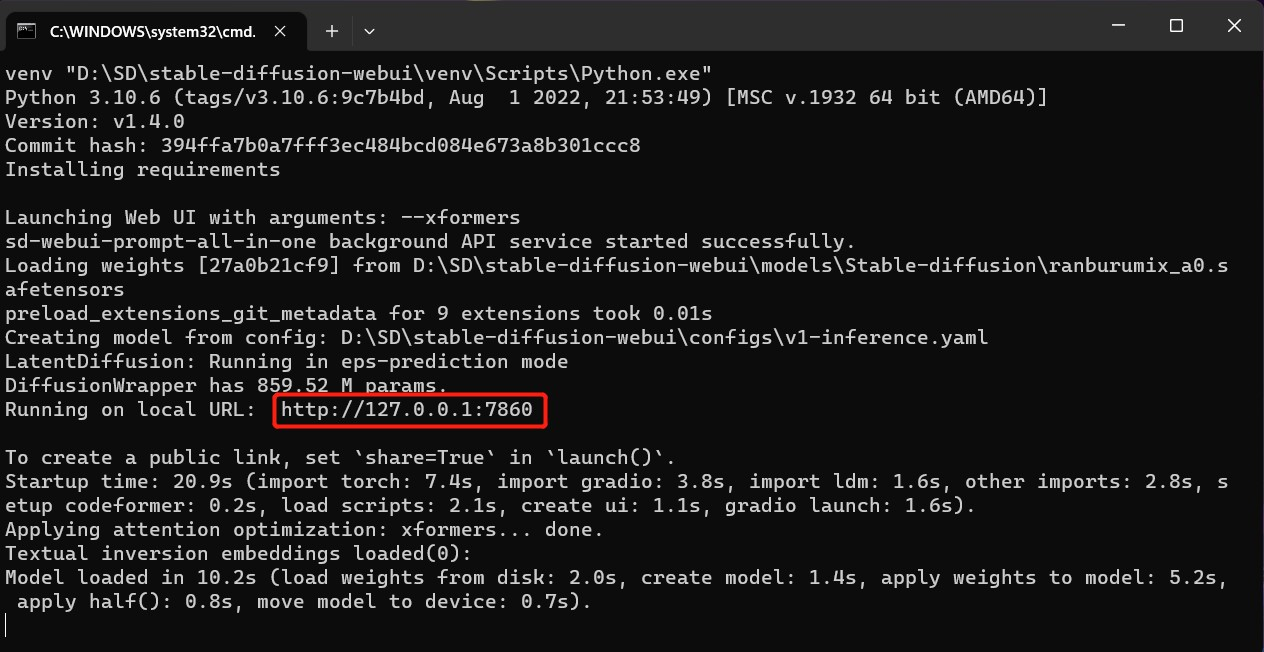 C:\WINDOWS\system32\cmd.
venv "D:\SD\stable-diffusion-webui\venv\Scripts\Python.exe"
Python 3.10.6 (tags/v3.10.6:9c7b4bd, Aug  1 2022, 21:53:49) [MSC v.1932 64 bit (AMD64)]
Version: v1.4.0
Commit hash: 394ffa7b0a7fff3ec484bcd084e673a8b301ccc8
Installing requirements
Launching Web UI with arguments: --xformers
sd-webui-prompt-all-in-one background API service started successfully.
Loading weights [27a0b21cf9] from D:\SD\stable-diffusion-webui\models\Stable-diffusion\ranburumix_a0.s
afetensors
preload_extensions_git_metadata for 9 extensions took 0.01s
Creating model from config: D:\SD\stable-diffusion-webui\configs\v1-inference.yaml
LatentDiffusion: Running in eps-prediction mode
DiffusionWrapper has 859.52 M params.
Running on local URL:  http://127.0.0.1:7860
To create a public link, set `share=True` in `launch()`.
Startup time: 20.9s (import torch: 7.4s, import gradio: 3.8s, import ldm: 1.6s, other imports: 2.8s, s
etup codeformer: 0.2s, load scripts: 2.1s, create ui: 1.1s, gradio launch: 1.6s).
Applying attention optimization: xformers... done.
Textual inversion embeddings loaded(0):
Model loaded in 10.2s (load weights from disk: 2.0s, create model: 1.4s, apply weights to model: 5.2s,
 apply half(): 0.8s, move model to device: 0.7s).